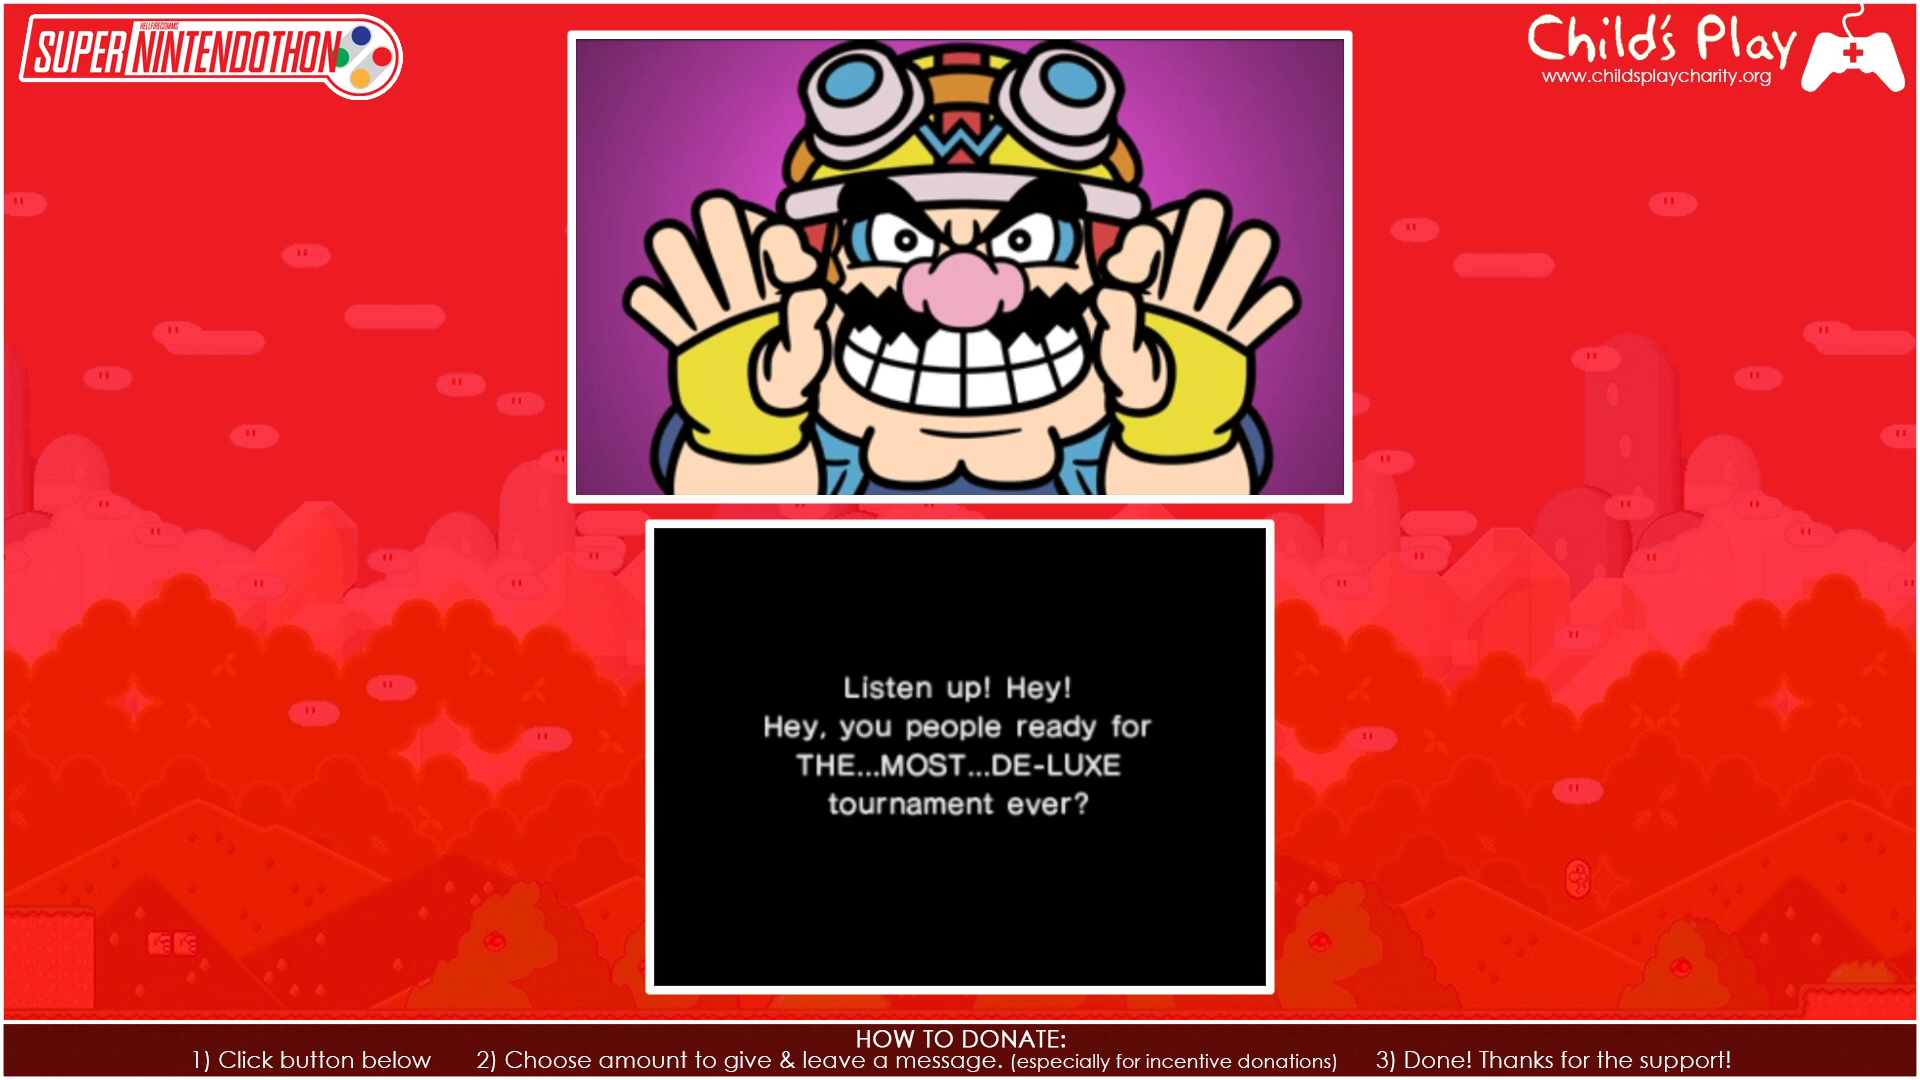 HELLFIRECOMMS
SUPER NINTENDOTHON
Child's Play
www.childsplaycharity.org
W
Listen up! Hey!
Hey, you people ready for
THE...MOST...DE-LUXE
tournament ever?
HOW TO DONATE:
1) Click button below 2) Choose amount to give & leave a message. (especially for incentive donations) 3) Done! Thanks for the support!